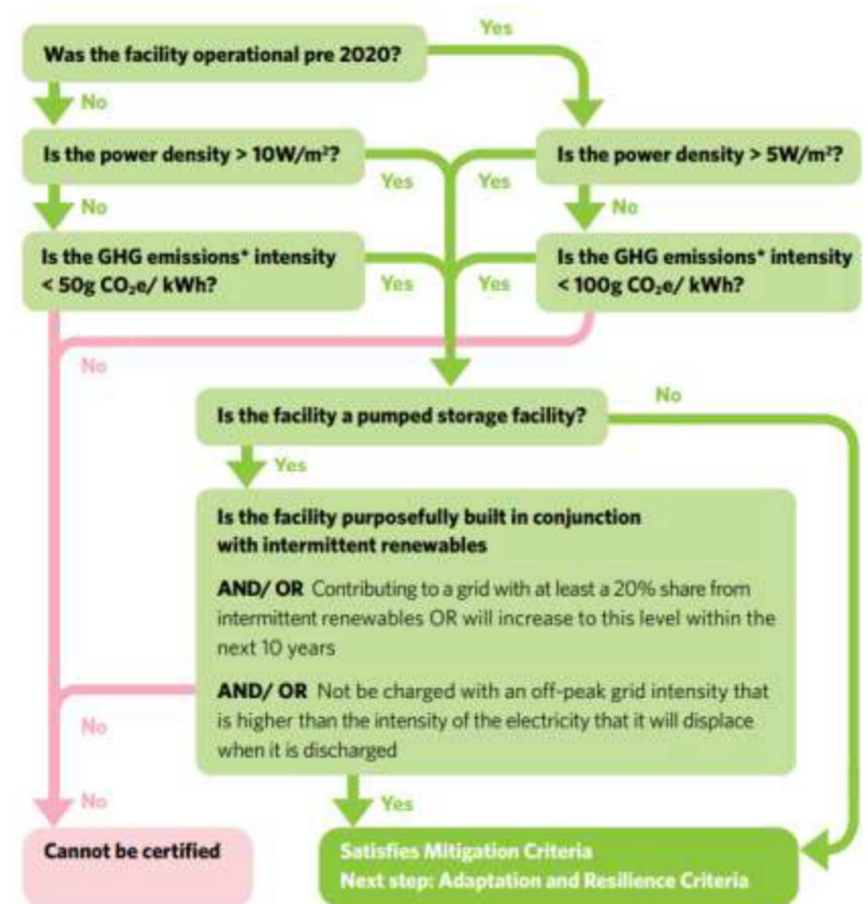 Yes
Was the facility operational pre 2020?
No
Is the power density > 10W/m²?
Yes
Yes
Is the power density > 5W/m²?
No
No
Is the GHG emissions* intensity
< 50g CO₂e/ kWh?
Yes
Yes
Is the GHG emissions* intensity
< 100g CO₂e/ kWh?
No
Is the facility a pumped storage facility?
No
Yes
Is the facility purposefully built in conjunction
with intermittent renewables
AND/ OR Contributing to a grid with at least a 20% share from
intermittent renewables OR will increase to this level within the
next 10 years
AND/ OR Not be charged with an off-peak grid intensity that
is higher than the intensity of the electricity that it will displace
when it is discharged
No
No
Yes
Cannot be certified
Satisfies Mitigation Criteria
Next step: Adaptation and Resilience Criteria